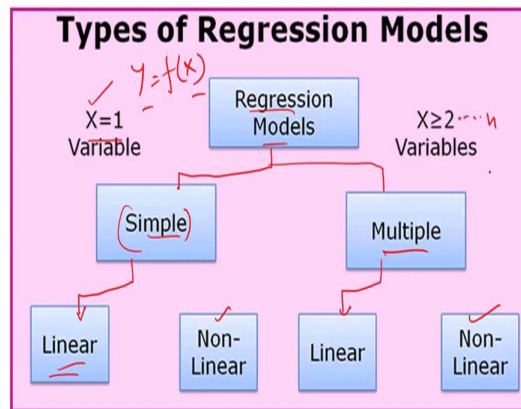 Types of Regression Models
y=f(x)
X=1
Variable
Regression
Models
X≥2 ----n
Variables
Simple
Multiple
Linear
Non-
Linear
Linear
Non-
Linear